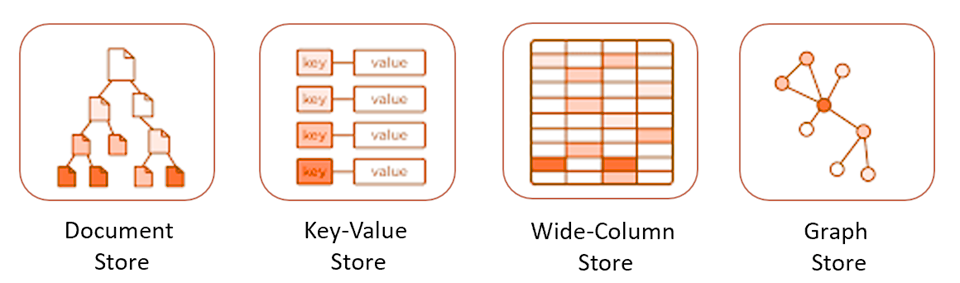 key value
key value
key value
key value
Document
Store
Key-Value
Store
Wide-Column
Store
Graph
Store